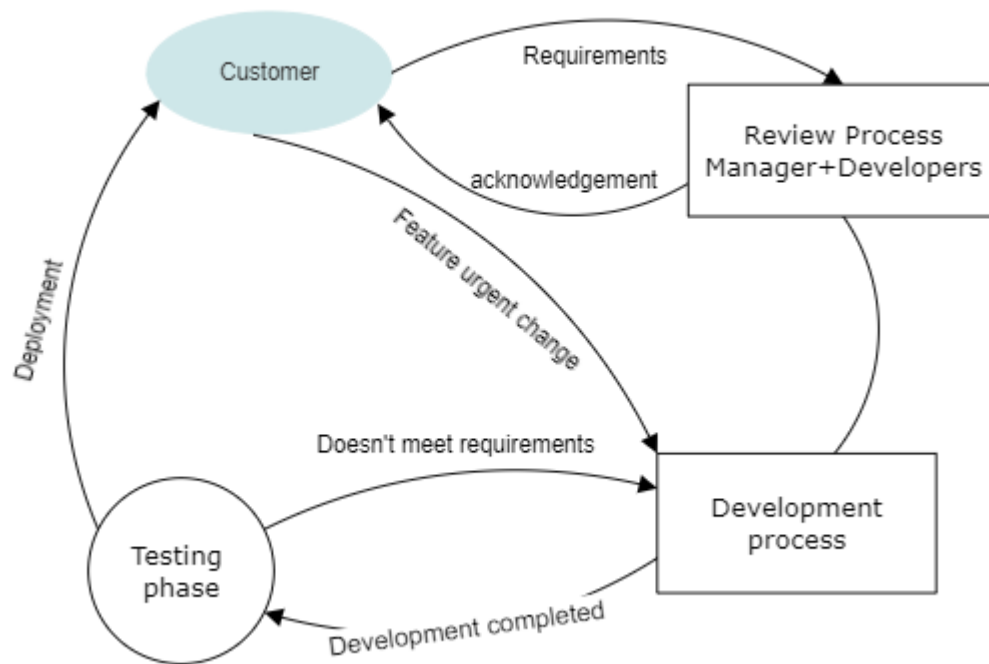 Customer
Requirements
Review Process
Manager+Developers
acknowledgement
Feature urgent change
Deployment
Doesn't meet requirements
Development
process
Testing
phase
Development completed